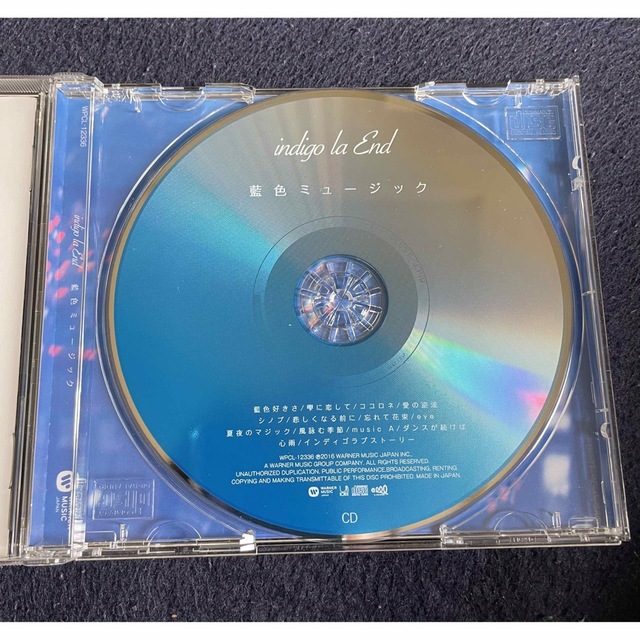 indigo la End
藍色ミュージック
藍色好きさ/雫に恋して/ココロネ/愛の逆流
シノブ/悲しくなる前に/忘れて花束/eye
夏夜のマジック/風詠む季節/music A/ダンスが続けば
心雨/インディゴラブストーリー
WPCL-12336 ℗2016 WARNER MUSIC JAPAN INC.
A WARNER MUSIC GROUP COMPANY. ALL RIGHTS RESERVED.
UNAUTHORIZED DUPLICATION, PUBLIC PERFORMANCE,BROADCASTING, RENTING
COPYING AND MAKING TRANSMITTABLE OF THIS DISC PROHIBITED. MADE IN JAPAN.
WARNER MUSIC
CD
WPCL-12336
indigo la End
藍色ミュージック
WARNER MUSIC
JAPAN